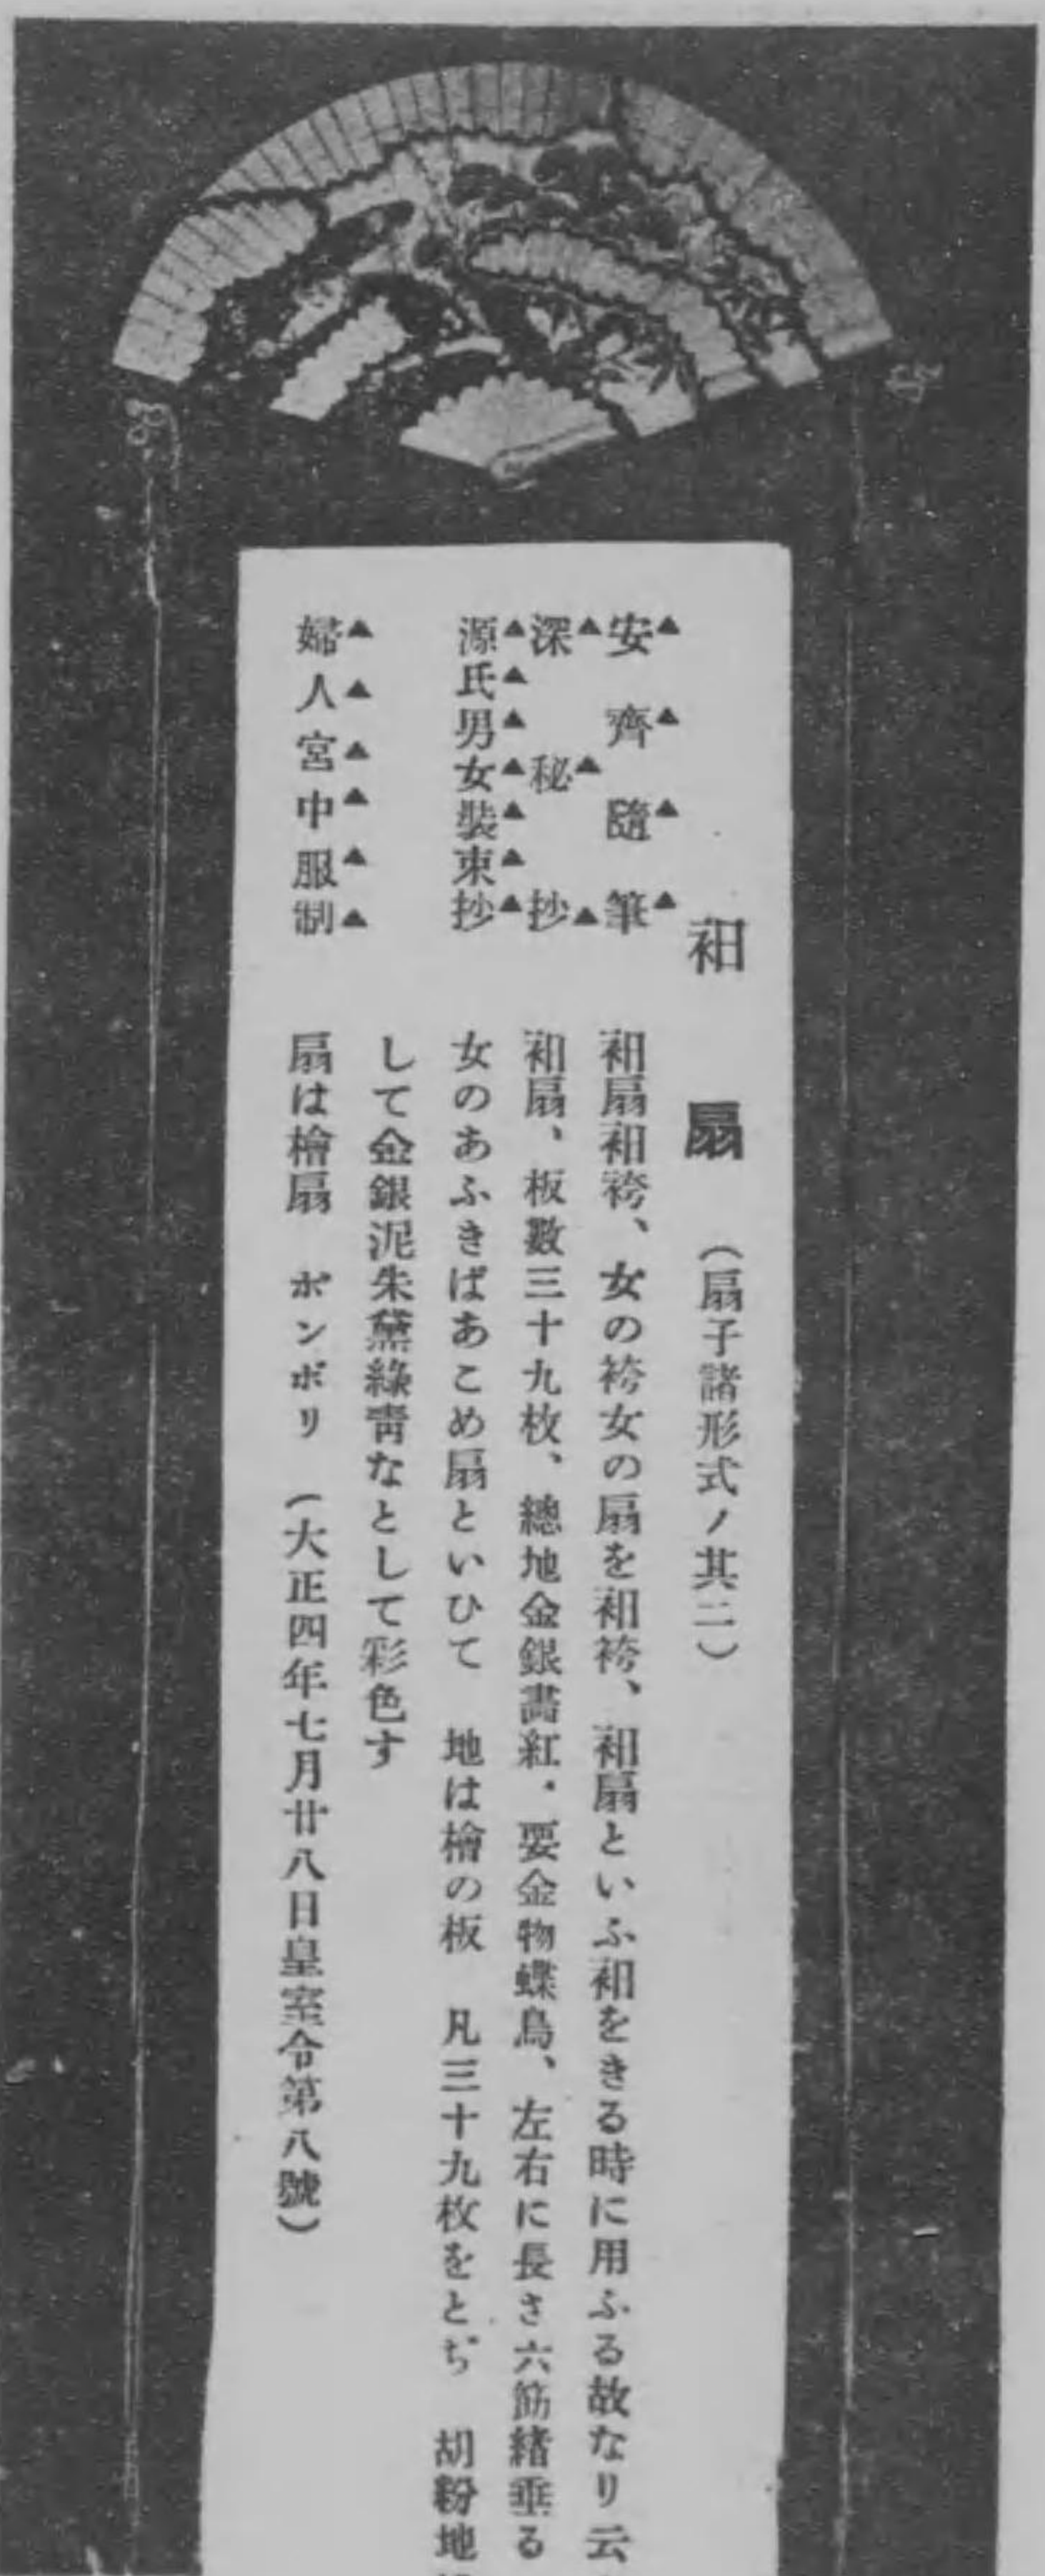 衵扇（扇子諸形式ノ其二）
安齊隨筆 衵扇衵袴、女の袴女の扇を衵袴、衵扇といふ衵をきる時に用ふる故なり云
深秘抄 衵扇、板數三十九枚、總地金銀畵紅・要金物蝶鳥、左右に長さ六筋緖垂る
源氏男女裝束抄 女のあふきばあこめ扇といひて 地は檜の板 凡三十九枚をとぢ 胡粉地
して金銀泥朱黛綠靑なとして彩色す
婦人宮中服制 扇は檜扇 ボンボリ （大正四年七月廿八日皇室令第八號）